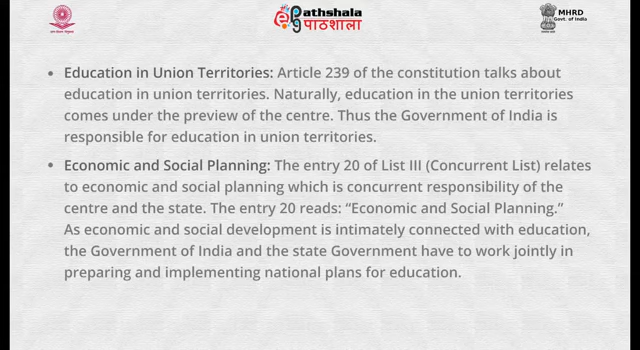 ePathshala
पाठशाला
MHRD
Govt. of India
• Education in Union Territories: Article 239 of the constitution talks about
education in union territories. Naturally, education in the union territories
comes under the preview of the centre. Thus the Government of India is
responsible for education in union territories.
• Economic and Social Planning: The entry 20 of List III (Concurrent List) relates
to economic and social planning which is concurrent responsibility of the
centre and the state. The entry 20 reads: “Economic and Social Planning.”
As economic and social development is intimately connected with education,
the Government of India and the state Government have to work jointly in
preparing and implementing national plans for education.